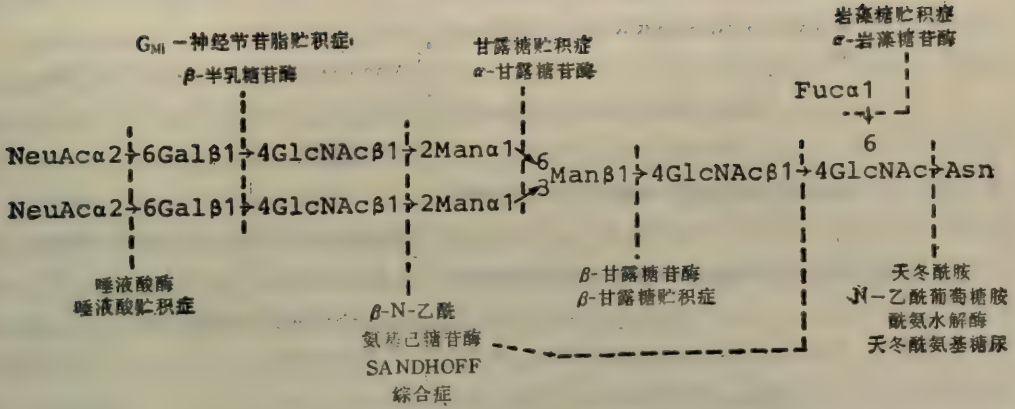 岩藻糖贮积症
α-岩藻糖苷酶
G_M1-神经节苷脂贮积症
β-半乳糖苷酶
甘露糖贮积症
α-甘露糖苷酶
Fucα1
6
NeuAcα2→6Galβ1→4GlcNAcβ1→2Manα1
6
Manβ1→4GlcNAcβ1→4GlcNAc→Asn
3
NeuAcα2→6Galβ1→4GlcNAcβ1→2Manα1
唾液酸酶
唾液酸贮积症
β-N-乙酰
氨基己糖苷酶
SANDHOFF
综合症
β-甘露糖苷酶
β-甘露糖贮积症
天冬酰胺
N-乙酰葡萄糖胺
酰氨水解酶
天冬酰氨基糖尿